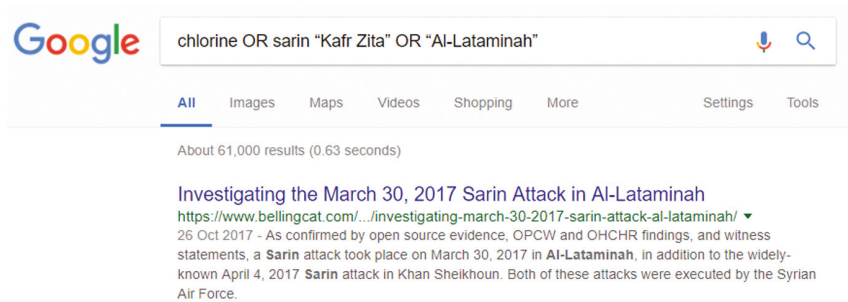 Google
chlorine OR sarin “Kafr Zita” OR “Al-Lataminah”
All Images Maps Videos Shopping More Settings Tools
About 61,000 results (0.63 seconds)
Investigating the March 30, 2017 Sarin Attack in Al-Lataminah
https://www.bellingcat.com/.../investigating-march-30-2017-sarin-attack-al-lataminah/
26 Oct 2017 - As confirmed by open source evidence, OPCW and OHCHR findings, and witness
statements, a Sarin attack took place on March 30, 2017 in Al-Lataminah, in addition to the widely-
known April 4, 2017 Sarin attack in Khan Sheikhoun. Both of these attacks were executed by the Syrian
Air Force.